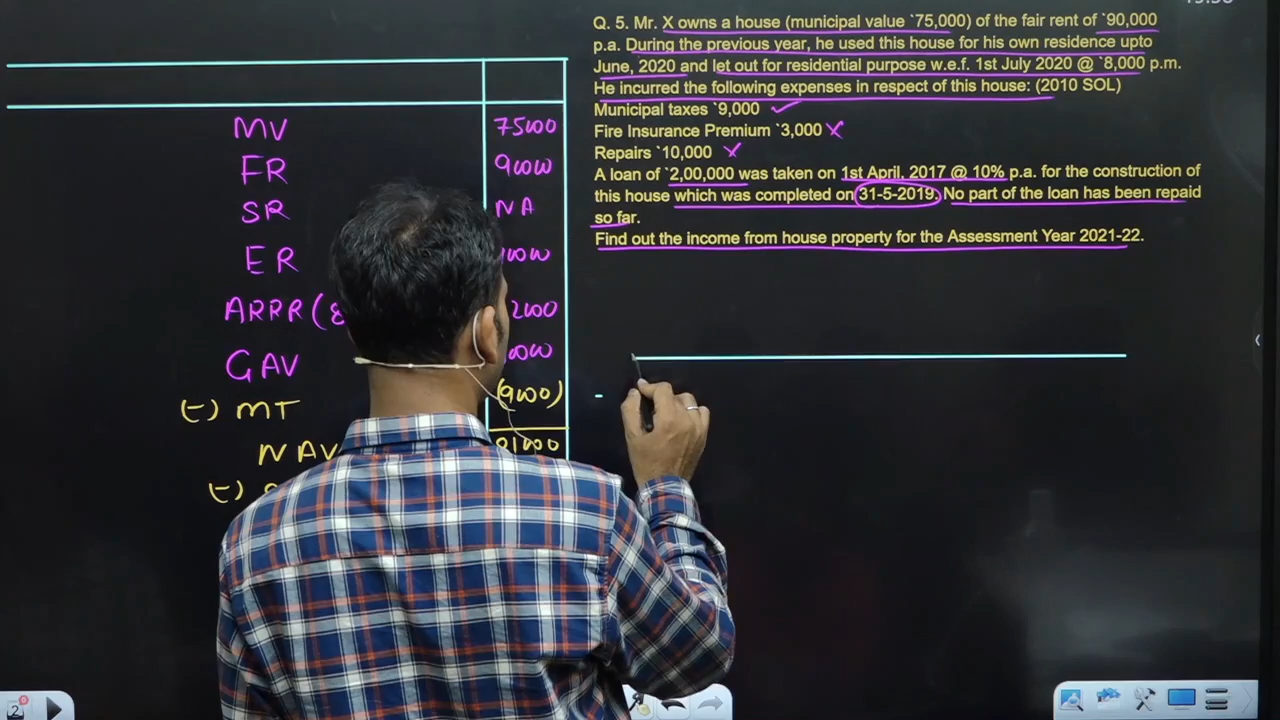 Q. 5. Mr. X owns a house (municipal value `75,000) of the fair rent of `90,000
p.a. During the previous year, he used this house for his own residence upto
June, 2020 and let out for residential purpose w.e.f. 1st July 2020 @ `8,000 p.m.
He incurred the following expenses in respect of this house: (2010 SOL)
Municipal taxes `9,000
Fire Insurance Premium `3,000
Repairs `10,000
A loan of `2,00,000 was taken on 1st April, 2017 @ 10% p.a. for the construction
of this house which was completed on 31-5-2019. No part of the loan has been repaid
so far.
Find out the income from house property for the Assessment Year 2021-22.
MV 75000
FR 90000
SR NA
ER
ARRR (8
GAV
(-) MT (9000)
NAV
(-)
2